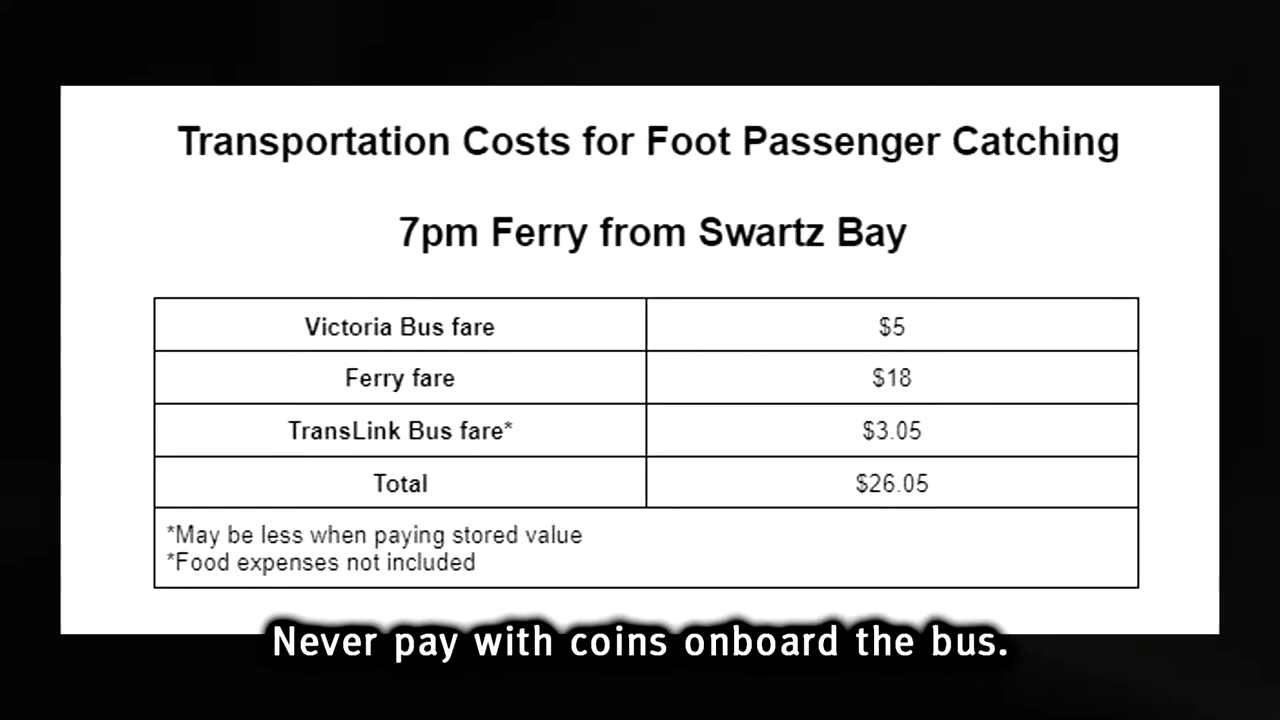 Transportation Costs for Foot Passenger Catching
7pm Ferry from Swartz Bay
Victoria Bus fare $5
Ferry fare $18
TransLink Bus fare* $3.05
Total $26.05
*May be less when paying stored value
*Food expenses not included
Never pay with coins onboard the bus.